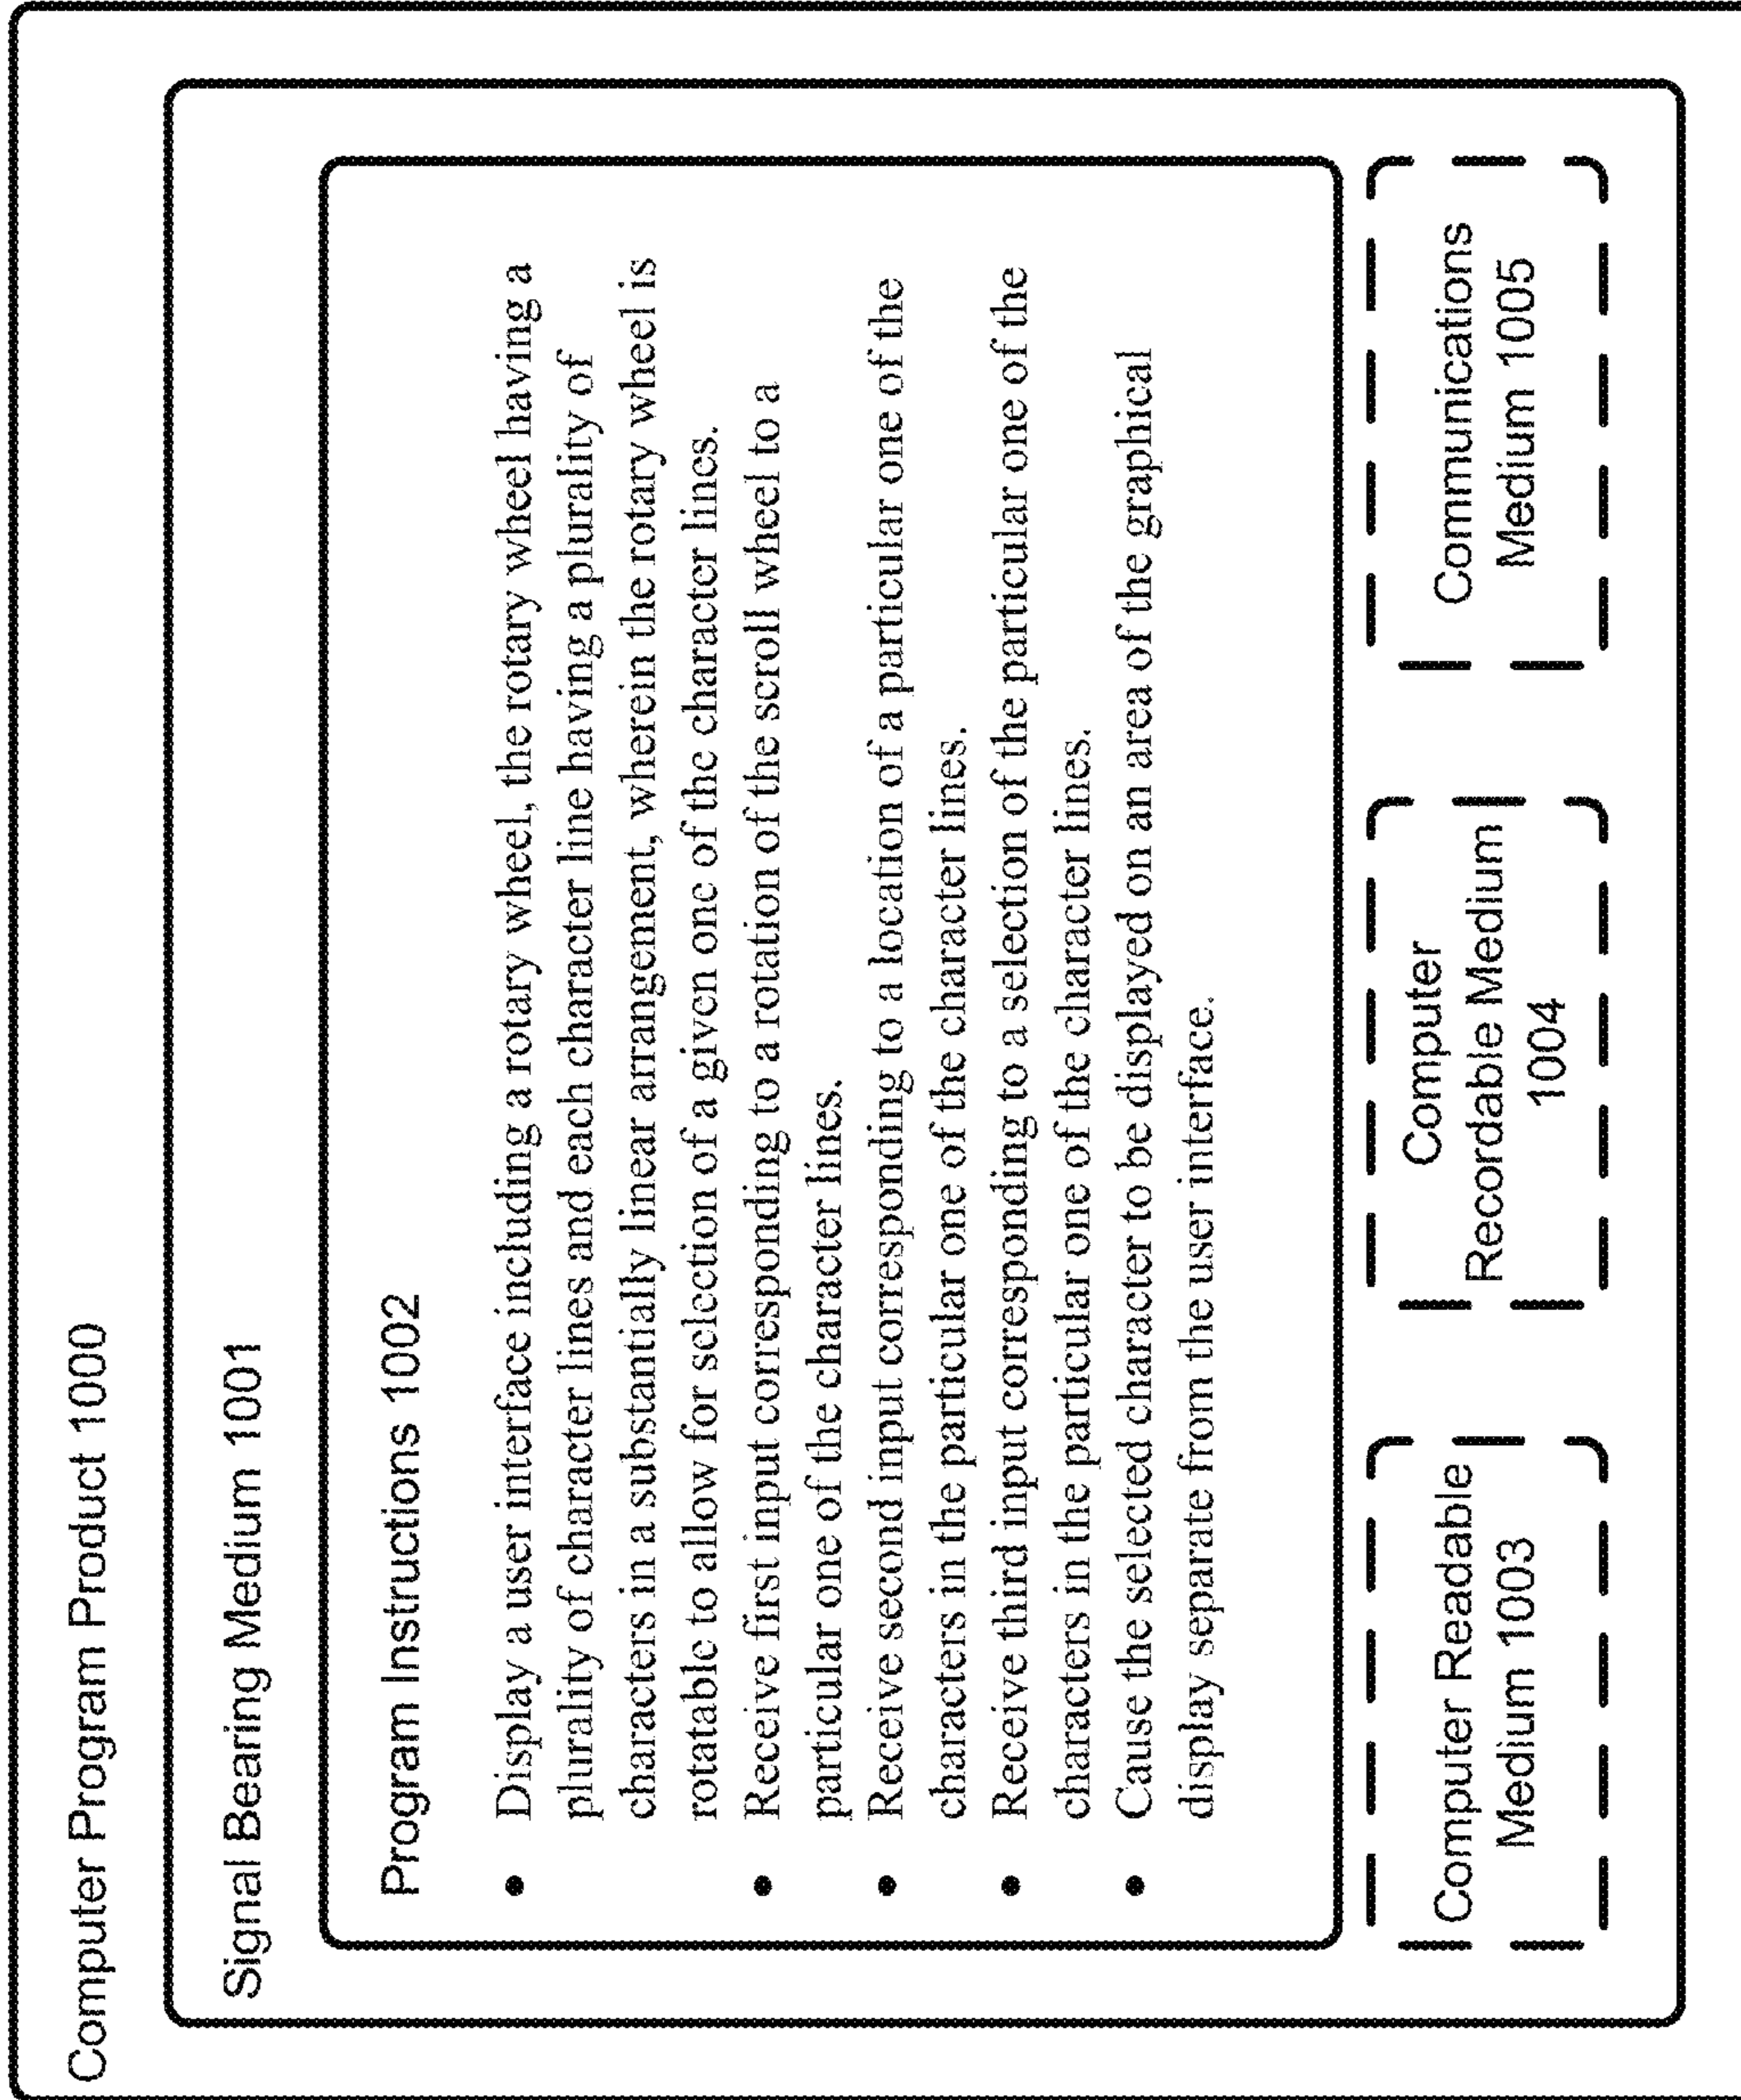 Computer Program Product 1000
Signal Bearing Medium 1001
Program Instructions 1002
• Display a user interface including a rotary wheel, the rotary wheel having a
plurality of character lines and each character line having a plurality of
characters in a substantially linear arrangement, wherein the rotary wheel is
rotatable to allow for selection of a given one of the character lines.
• Receive first input corresponding to a rotation of the scroll wheel to a
particular one of the character lines.
• Receive second input corresponding to a location of a particular one of the
characters in the particular one of the character lines.
• Receive third input corresponding to a selection of the particular one of the
characters in the particular one of the character lines.
• Cause the selected character to be displayed on an area of the graphical
display separate from the user interface.
Computer Readable
Medium 1003
Computer
Recordable Medium
1004
Communications
Medium 1005